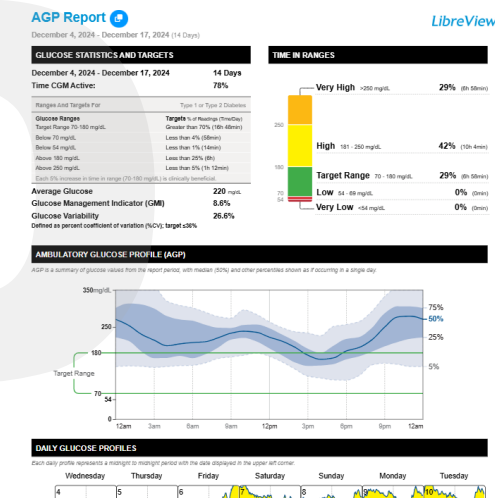 AGP Report
LibreView
December 4, 2024 - December 17, 2024 (14 Days)
GLUCOSE STATISTICS AND TARGETS
December 4, 2024 - December 17, 2024 14 Days
Time CGM Active: 78%
Ranges And Targets For Type 1 or Type 2 Diabetes
Glucose Ranges Targets % of Readings (Time/Day)
Target Range 70-180 mg/dL Greater than 70% (16h 48min)
Below 70 mg/dL Less than 4% (58min)
Below 54 mg/dL Less than 1% (14min)
Above 180 mg/dL Less than 25% (6h)
Above 250 mg/dL Less than 5% (1h 12min)
Each 5% increase in time in range (70-180 mg/dL) is clinically beneficial.
Average Glucose 220 mg/dL
Glucose Management Indicator (GMI) 8.6%
Glucose Variability 26.6%
Defined as percent coefficient of variation (%CV); target ≤36%
TIME IN RANGES
Very High >250 mg/dL 29% (6h 58min)
250
High 181 - 250 mg/dL 42% (10h 4min)
180
Target Range 70 - 180 mg/dL 29% (6h 58min)
70
Low 54 - 69 mg/dL 0% (0min)
54
Very Low <54 mg/dL 0% (0min)
AMBULATORY GLUCOSE PROFILE (AGP)
AGP is a summary of glucose values from the report period, with median (50%) and other percentiles shown as if occurring in a single day.
350 mg/dL
75%
50%
250
25%
180
5%
Target Range
70
54
0
12am 3am 6am 9am 12pm 3pm 6pm 9pm 12am
DAILY GLUCOSE PROFILES
Each daily profile represents a midnight to midnight period with the date displayed in the upper left corner.
Wednesday Thursday Friday Saturday Sunday Monday Tuesday
4 5 6 7 8 9 10